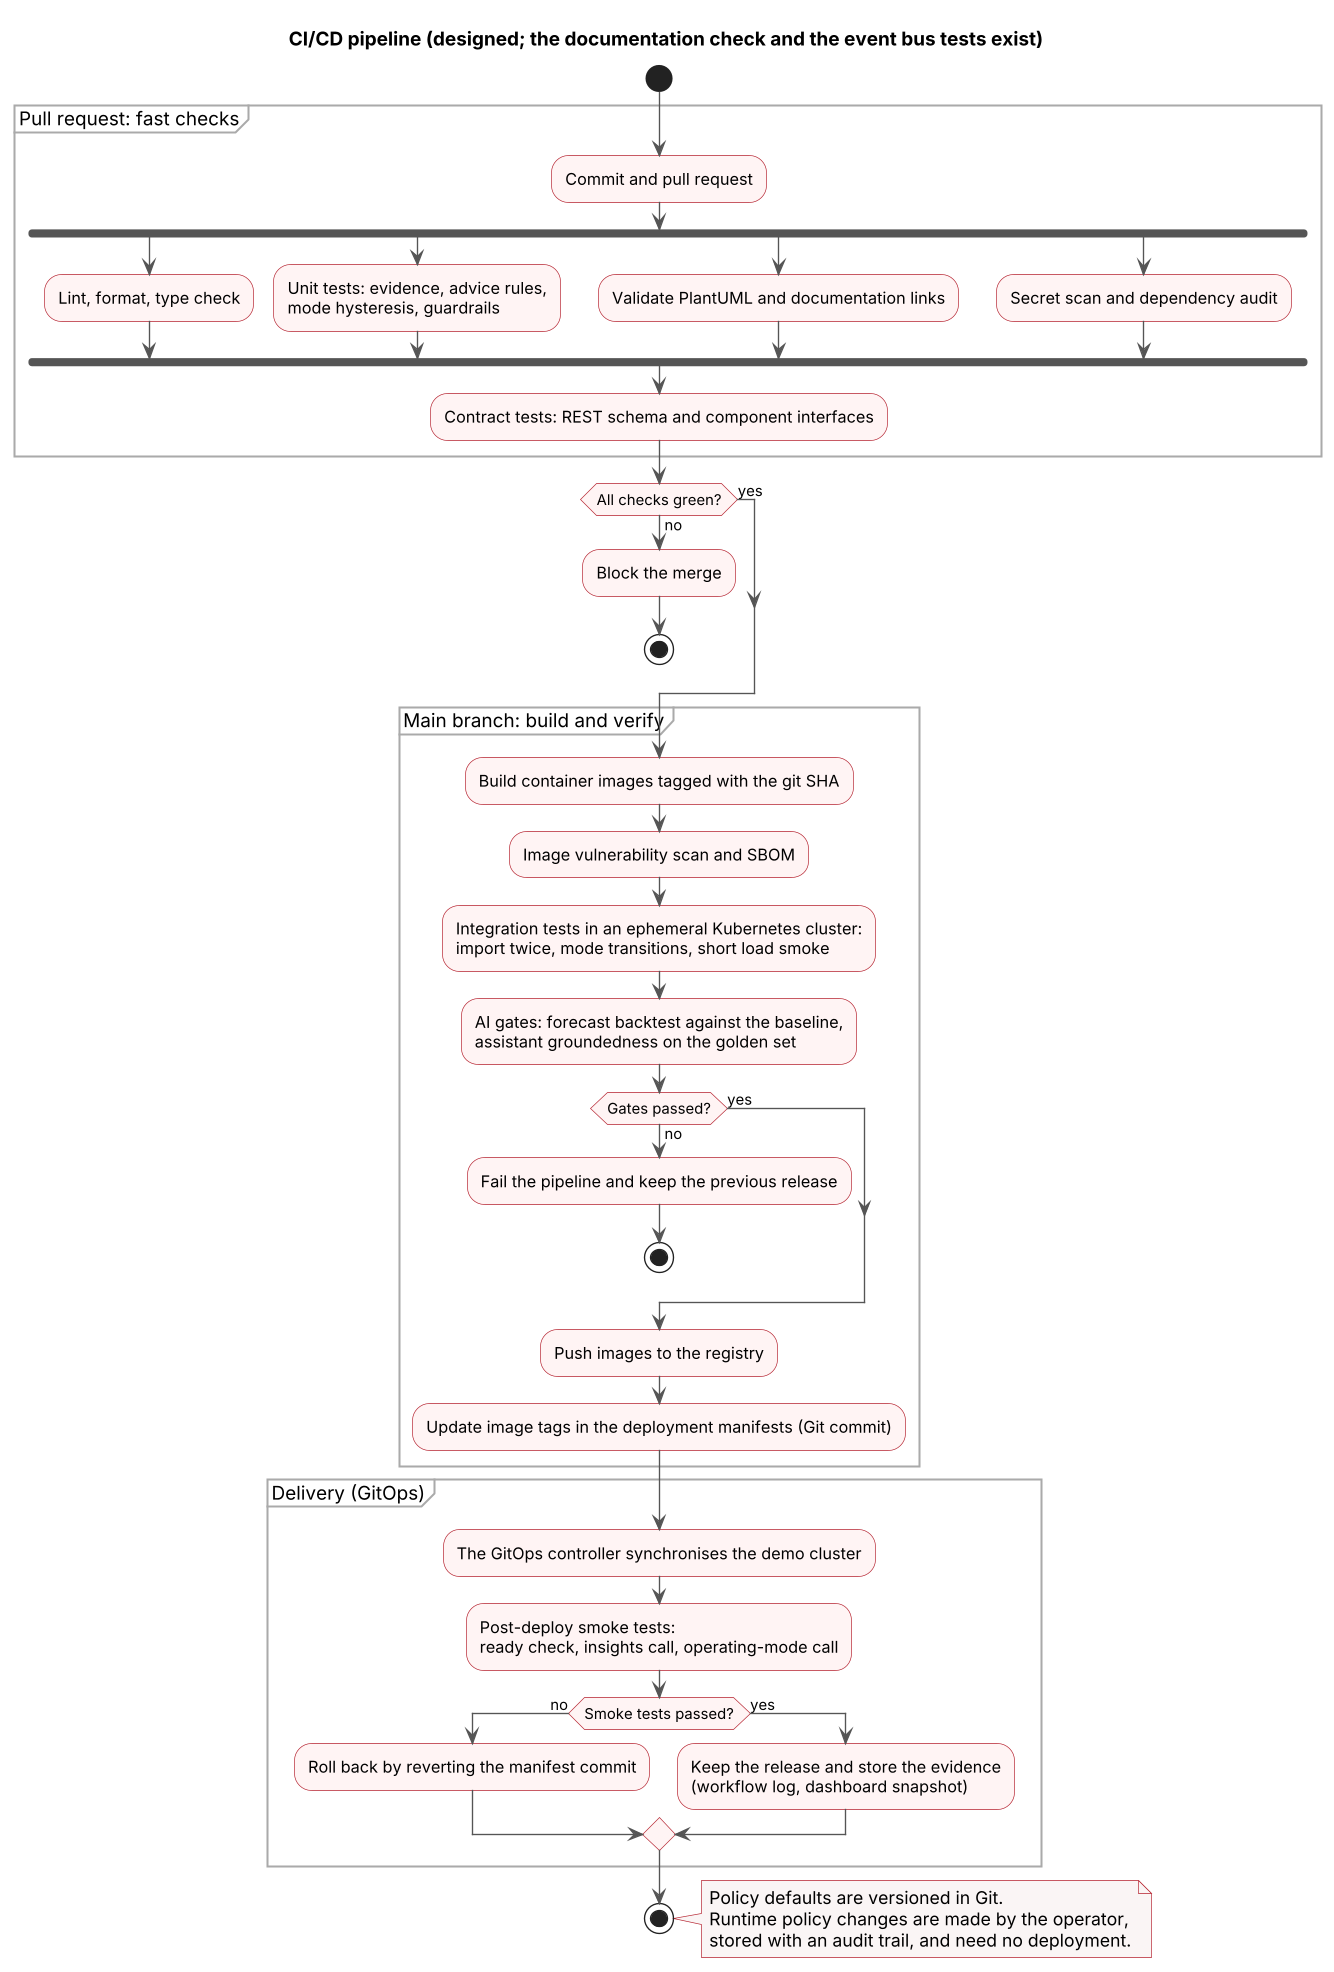 CI/CD pipeline (designed; the documentation check and the event bus tests exist)
Pull request: fast checks
Commit and pull request
Lint, format, type check
Unit tests: evidence, advice rules,
mode hysteresis, guardrails
Validate PlantUML and documentation links
Secret scan and dependency audit
Contract tests: REST schema and component interfaces
All checks green?
yes
no
Block the merge
Main branch: build and verify
Build container images tagged with the git SHA
Image vulnerability scan and SBOM
Integration tests in an ephemeral Kubernetes cluster:
import twice, mode transitions, short load smoke
AI gates: forecast backtest against the baseline,
assistant groundedness on the golden set
Gates passed?
yes
no
Fail the pipeline and keep the previous release
Push images to the registry
Update image tags in the deployment manifests (Git commit)
Delivery (GitOps)
The GitOps controller synchronises the demo cluster
Post-deploy smoke tests:
ready check, insights call, operating-mode call
no
Smoke tests passed?
yes
Roll back by reverting the manifest commit
Keep the release and store the evidence
(workflow log, dashboard snapshot)
Policy defaults are versioned in Git.
Runtime policy changes are made by the operator,
stored with an audit trail, and need no deployment.